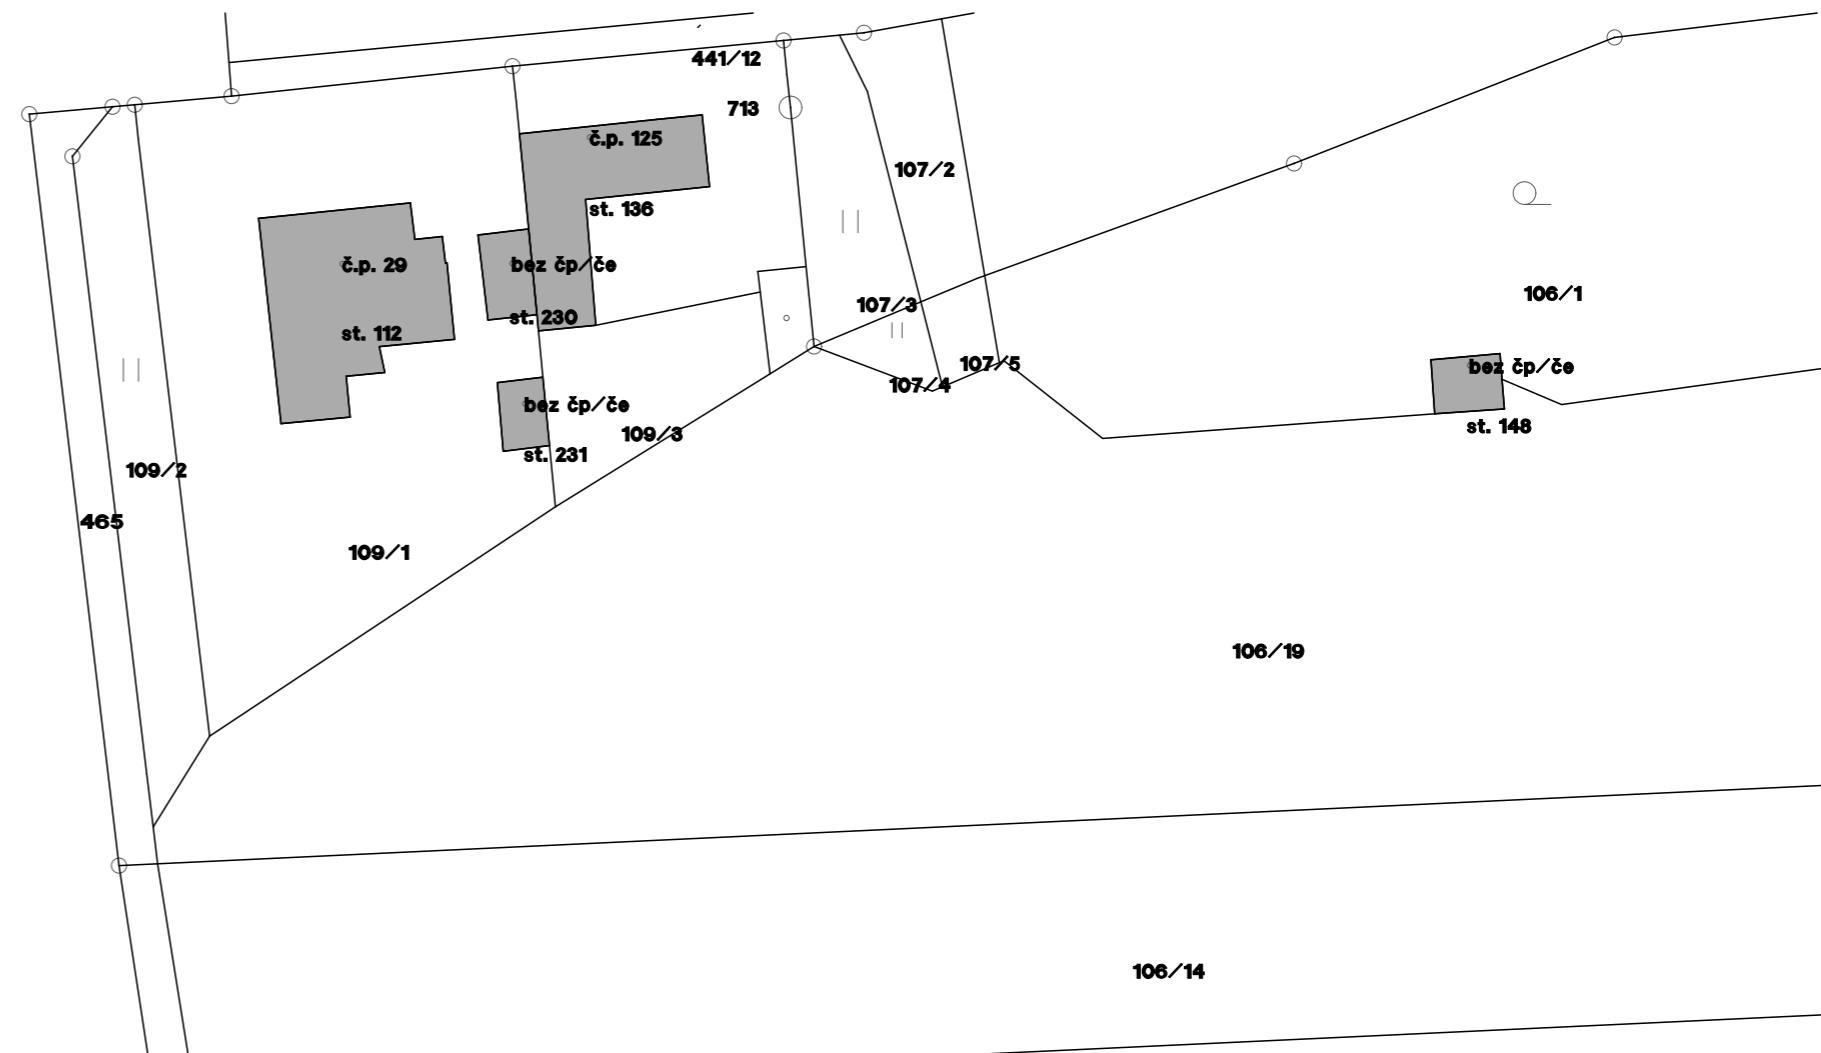 441/12
713
č.p. 125
107/2
st. 136
č.p. 29
bez čp/če
106/1
107/3
st. 230
st. 112
107/5
bez čp/če
107/4
bez čp/če
st. 148
109/3
st. 231
109/2
465
109/1
106/19
106/14